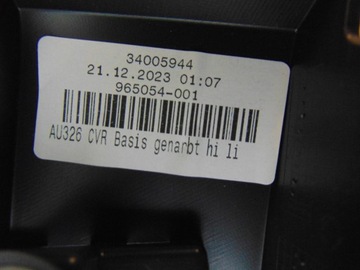 34005944
21.12.2023 01:07
965054-001
AU326 CVR Basis genarbt hi li